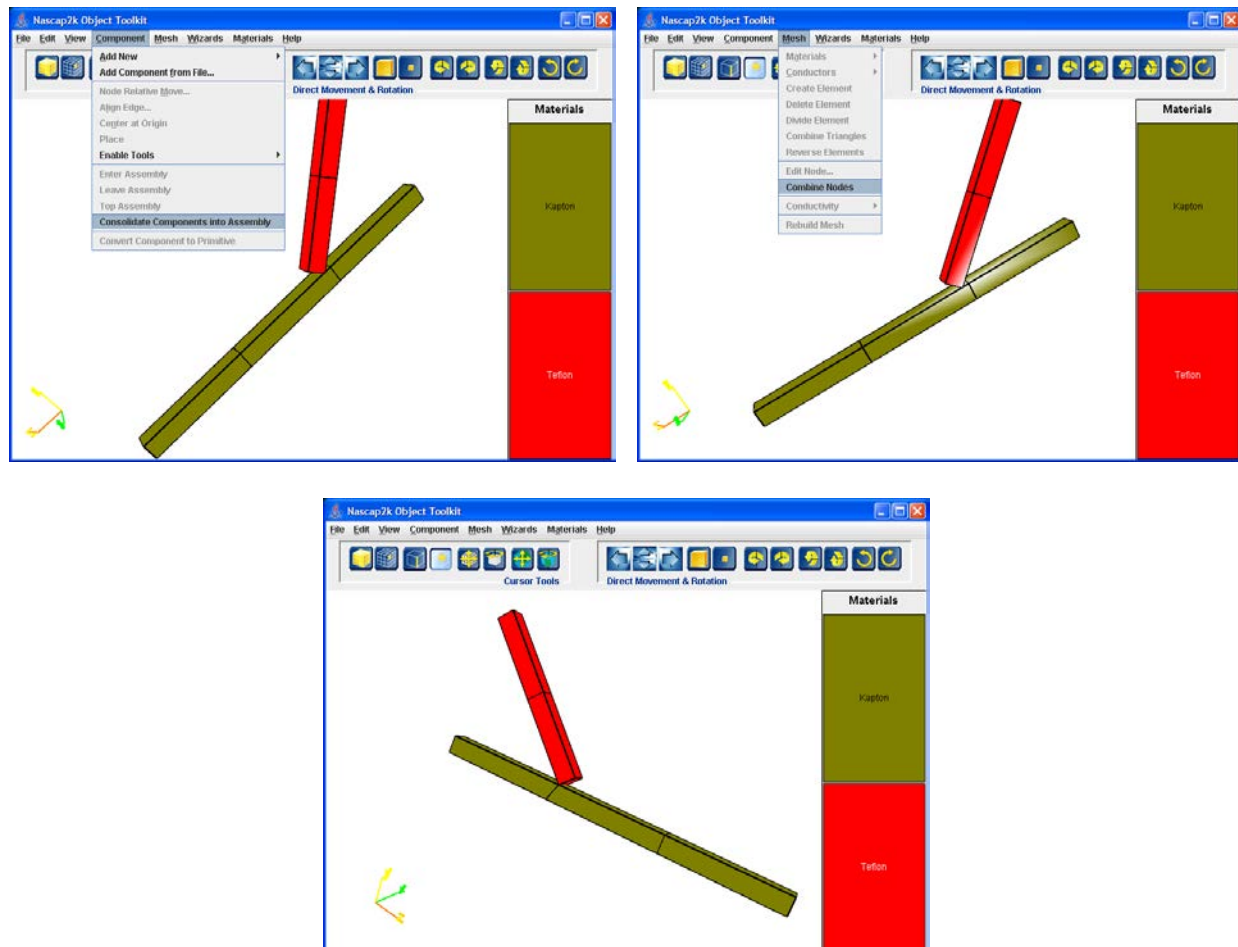 Nascap2k Object Toolkit
File Edit View Component Mesh Wizards Materials Help
Add New
Add Component from File...
Node Relative Move...
Align Edge...
Center at Origin
Place
Enable Tools
Enter Assembly
Leave Assembly
Top Assembly
Consolidate Components into Assembly
Convert Component to Primitive
Direct Movement & Rotation
Materials
Kapton
Teflon
Nascap2k Object Toolkit
File Edit View Component Mesh Wizards Materials Help
Materials
Conductors
Create Element
Delete Element
Divide Element
Combine Triangles
Reverse Elements
Edit Node...
Combine Nodes
Conductivity
Rebuild Mesh
Direct Movement & Rotation
Materials
Kapton
Teflon
Nascap2k Object Toolkit
File Edit View Component Mesh Wizards Materials Help
Cursor Tools
Direct Movement & Rotation
Materials
Kapton
Teflon